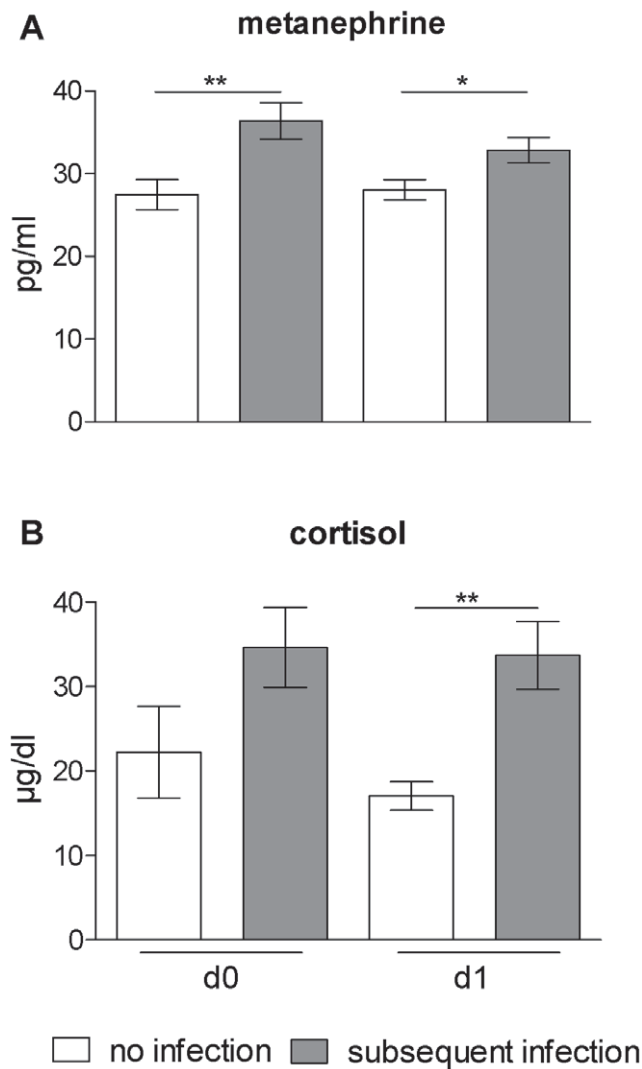 A metanephrine
** *
40
30
20
10
0
pg/ml
B cortisol
**
40
30
20
10
0
µg/dl
d0 d1
no infection subsequent infection